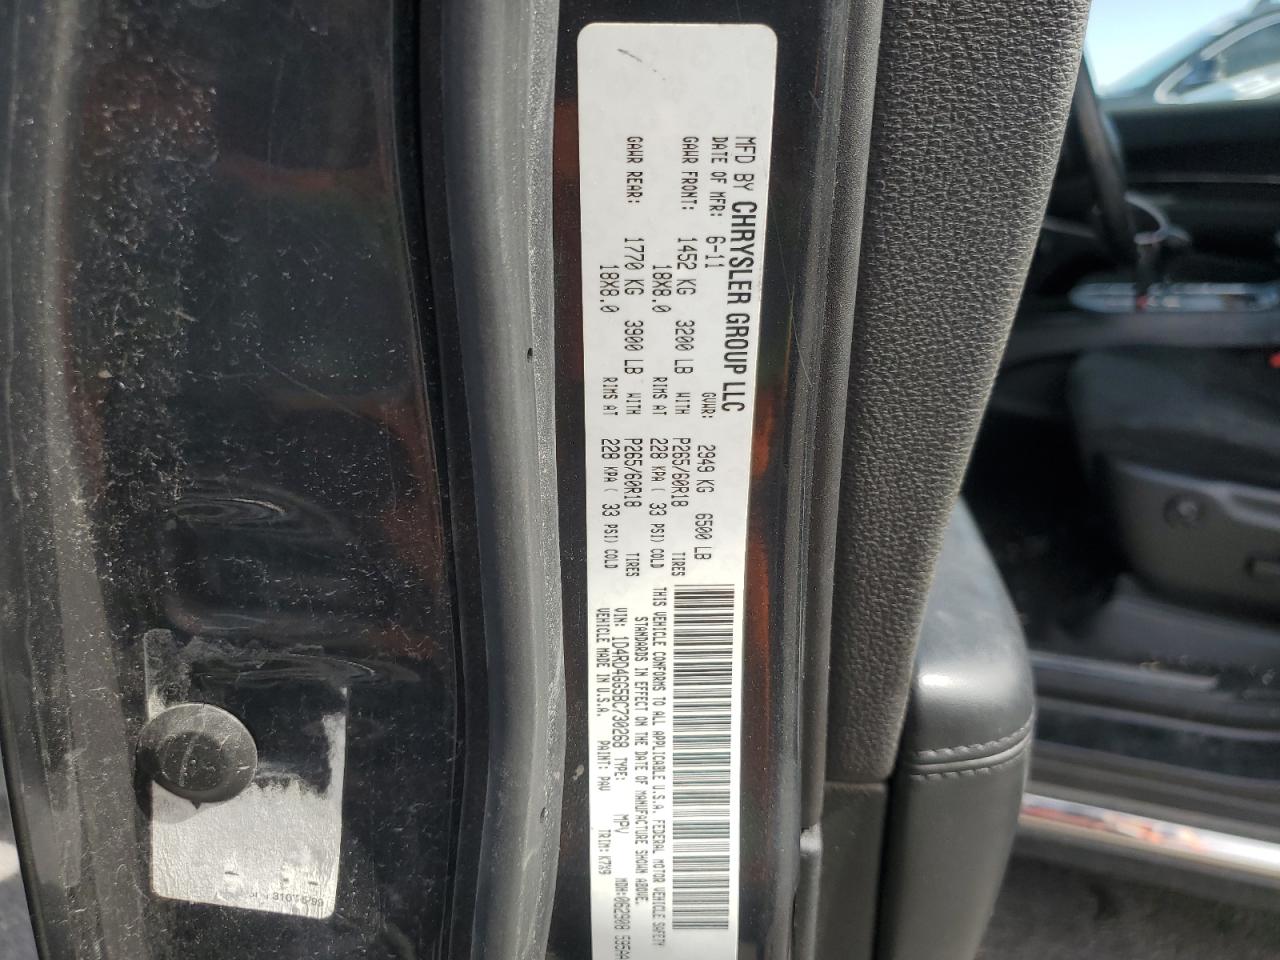 MFD BY CHRYSLER GROUP LLC
DATE OF MFR: 6-11 GVWR: 2949 KG 6500 LB
GAWR FRONT: 1452 KG 3200 LB WITH P265/60R18 TIRES
18X8.0 RIMS AT 228 KPA ( 33 PSI) COLD
GAWR REAR: 1770 KG 3900 LB WITH P265/60R18 TIRES
18X8.0 RIMS AT 228 KPA ( 33 PSI) COLD
THIS VEHICLE CONFORMS TO ALL APPLICABLE U.S.A. FEDERAL MOTOR VEHICLE SAFETY
STANDARDS IN EFFECT ON THE DATE OF MANUFACTURE SHOWN ABOVE.
VIN: 1D4RD4GG5BC730268 TYPE: MPV MDH:062908
VEHICLE MADE IN U.S.A. PAINT: PAW TRIM: K7X9